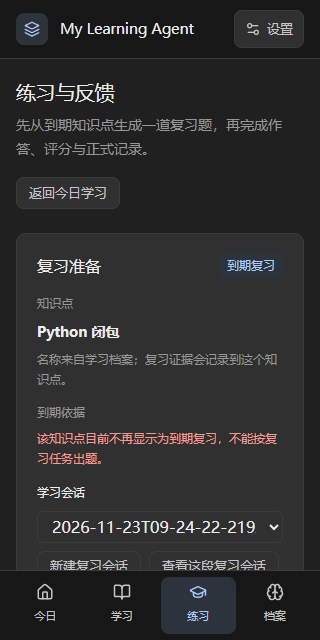 My Learning Agent
设置
练习与反馈
先从到期知识点生成一道复习题，再完成作
答、评分与正式记录。
返回今日学习
复习准备
到期复习
知识点
Python 闭包
名称来自学习档案；复习证据会记录到这个知
识点。
到期依据
该知识点目前不再显示为到期复习，不能按复
习任务出题。
学习会话
2026-11-23T09-24-22-219
新建复习会话
查看这段复习会话
今日
学习
练习
档案